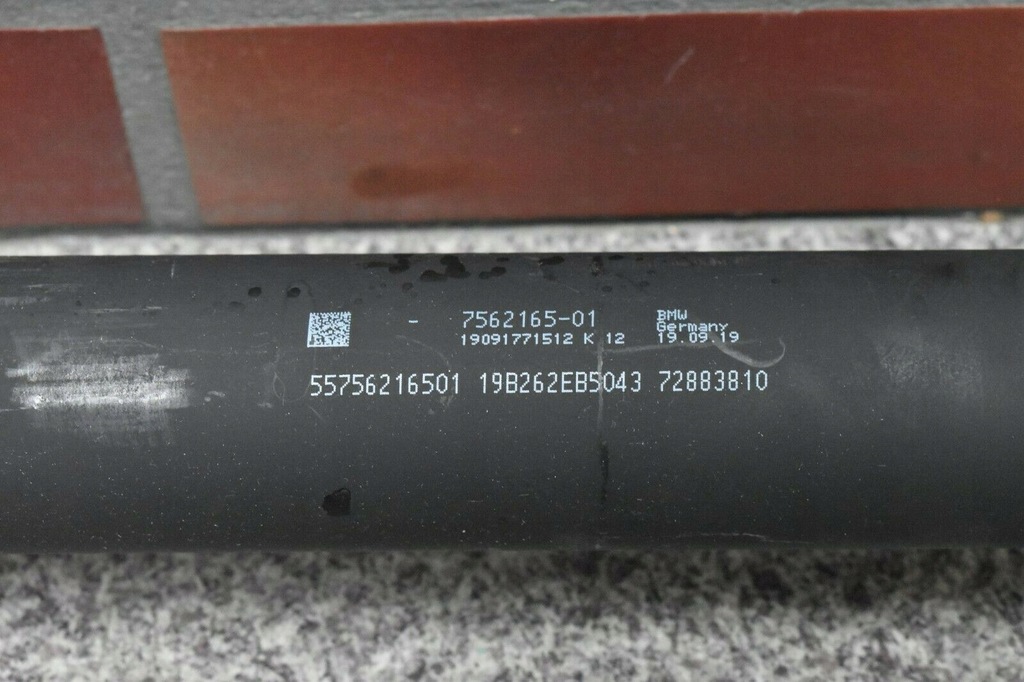 - 7562165-01
19091771512 K 12
BMW
Germany
19.09.19
55756216501 19B262EB5043 72883810